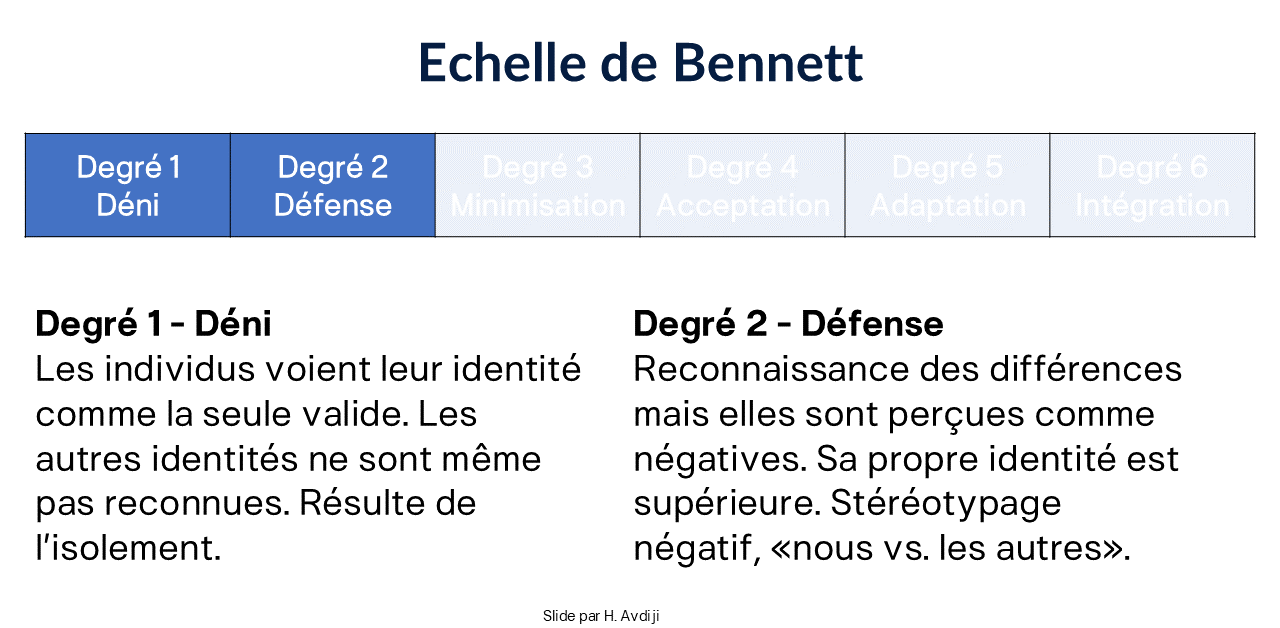 Echelle de Bennett
Degré 1
Déni
Degré 2
Défense
Degré 3
Minimisation
Degré 4
Acceptation
Degré 5
Adaptation
Degré 6
Intégration
Degré 1 - Déni
Les individus voient leur identité
comme la seule valide. Les
autres identités ne sont même
pas reconnues. Résulte de
l'isolement.
Degré 2 - Défense
Reconnaissance des différences
mais elles sont perçues comme
négatives. Sa propre identité est
supérieure. Stéréotypage
négatif, «nous vs. les autres».
Slide par H. Avdiji